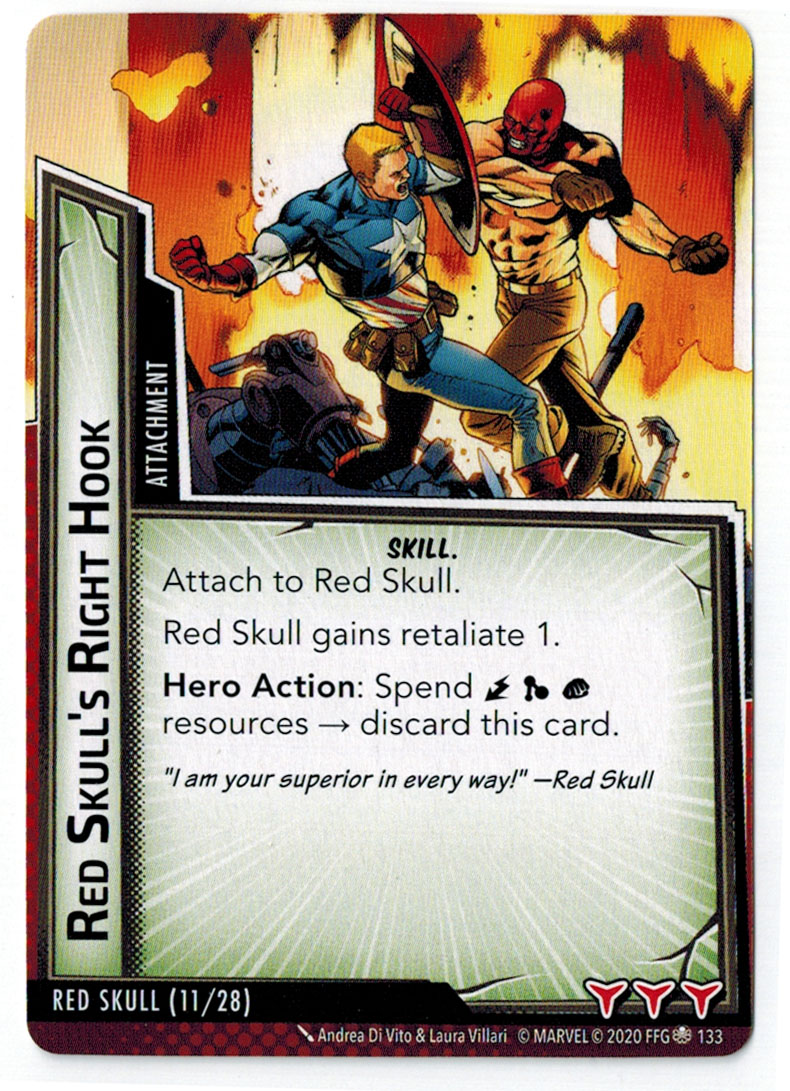 ATTACHMENT
RED SKULL'S RIGHT HOOK
SKILL.
Attach to Red Skull.
Red Skull gains retaliate 1.
Hero Action: Spend
resources → discard this card.
"I am your superior in every way!" —Red Skull
RED SKULL (11/28)
Andrea Di Vito & Laura Villari © MARVEL © 2020 FFG 133